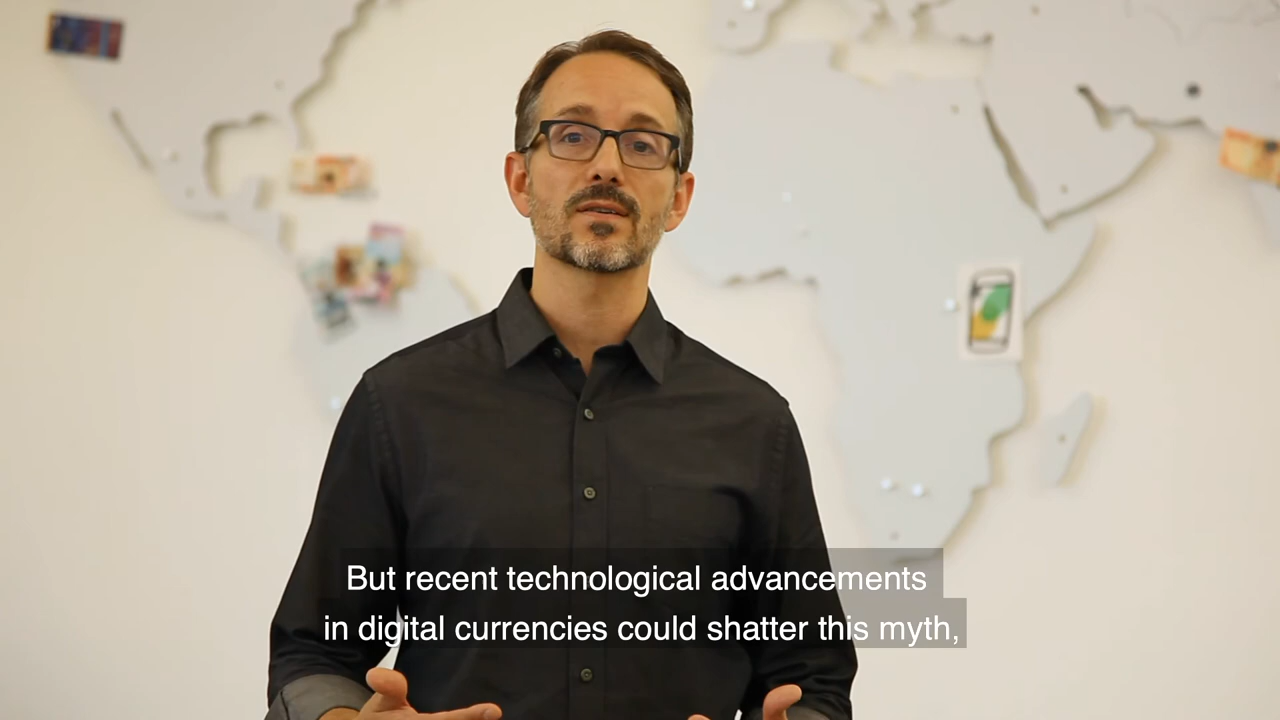 But recent technological advancements
in digital currencies could shatter this myth,